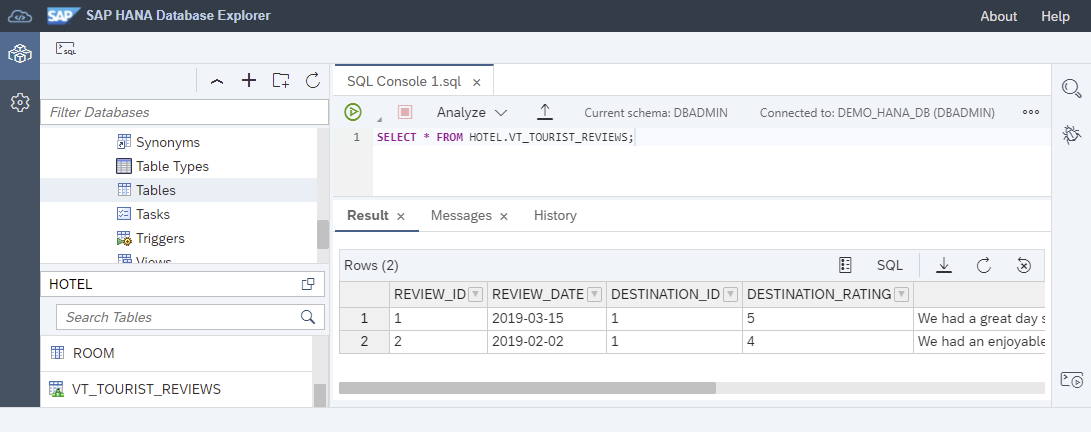 SAP SAP HANA Database Explorer About Help
SQL
SQL Console 1.sql
Filter Databases
Analyze Current schema: DBADMIN Connected to: DEMO_HANA_DB (DBADMIN)
1 SELECT * FROM HOTEL.VT_TOURIST_REVIEWS;
Synonyms
Table Types
Tables
Tasks
Triggers
Views
HOTEL
Search Tables
ROOM
VT_TOURIST_REVIEWS
Result Messages History
Rows (2) SQL
REVIEW_ID REVIEW_DATE DESTINATION_ID DESTINATION_RATING
1 1 2019-03-15 1 5 We had a great day s
2 2 2019-02-02 1 4 We had an enjoyable